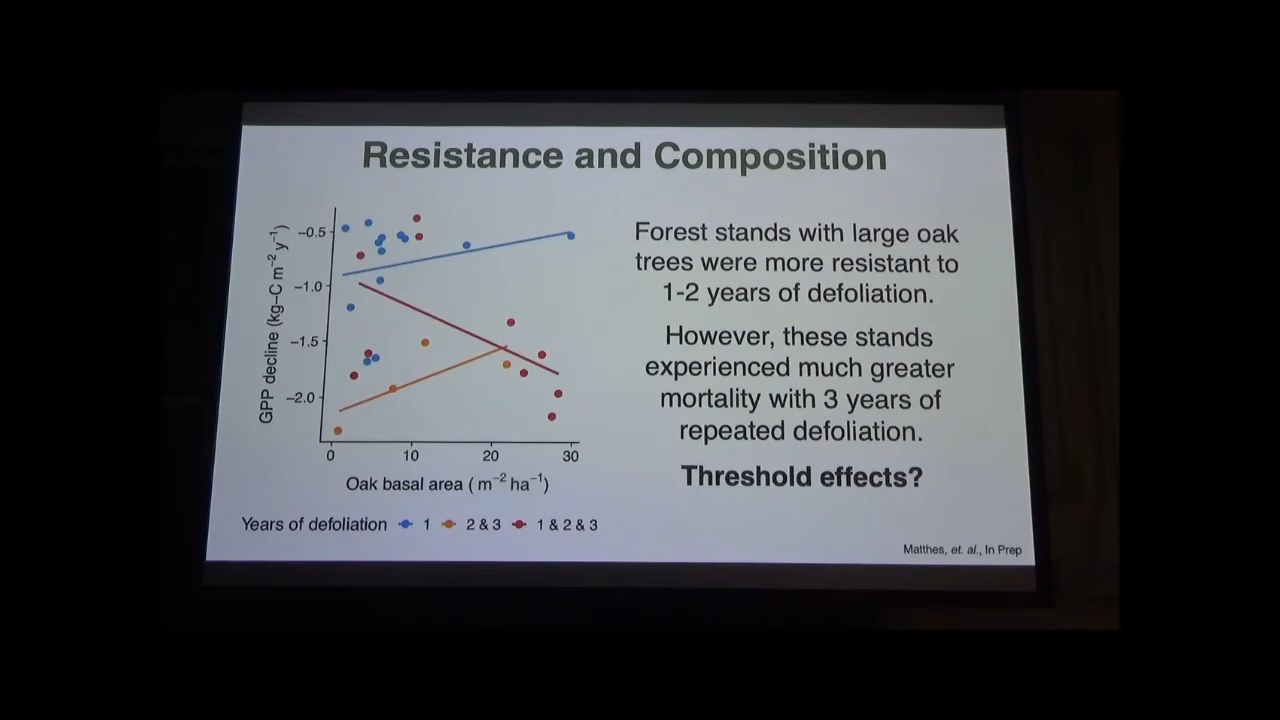 Resistance and Composition
GPP decline (kg–C m⁻² y⁻¹)
−0.5
−1.0
−1.5
−2.0
0 10 20 30
Oak basal area ( m⁻² ha⁻¹)
Years of defoliation 1 2 & 3 1 & 2 & 3
Forest stands with large oak
trees were more resistant to
1-2 years of defoliation.
However, these stands
experienced much greater
mortality with 3 years of
repeated defoliation.
Threshold effects?
Matthes, et. al., In Prep